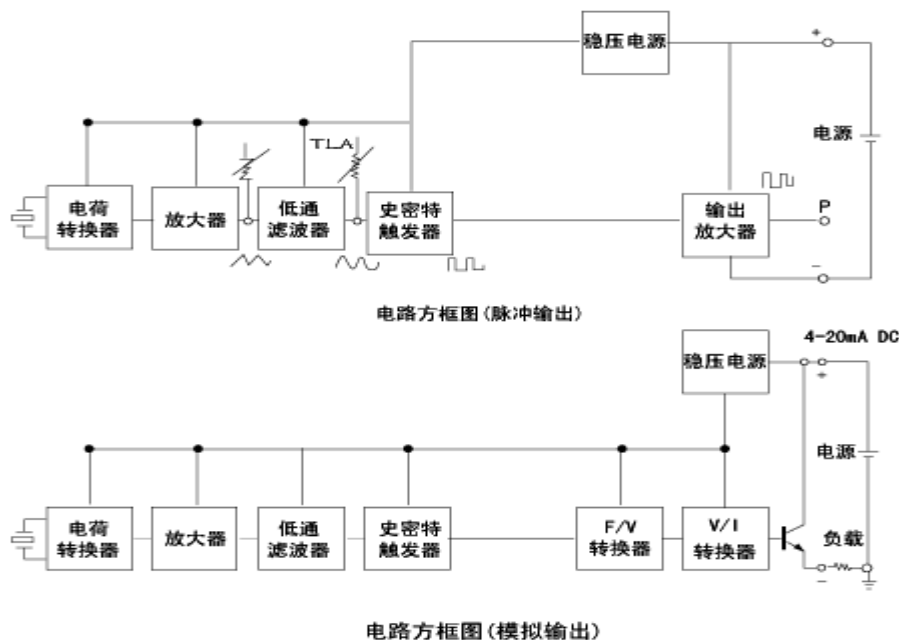 稳压电源
+
电源
TLA
电荷
转换器
放大器
低通
滤波器
史密特
触发器
输出
放大器
P
−
电路方框图(脉冲输出)
4-20mA DC
稳压电源
+
电源
电荷
转换器
放大器
低通
滤波器
史密特
触发器
F/V
转换器
V/I
转换器
负载
−
电路方框图(模拟输出)